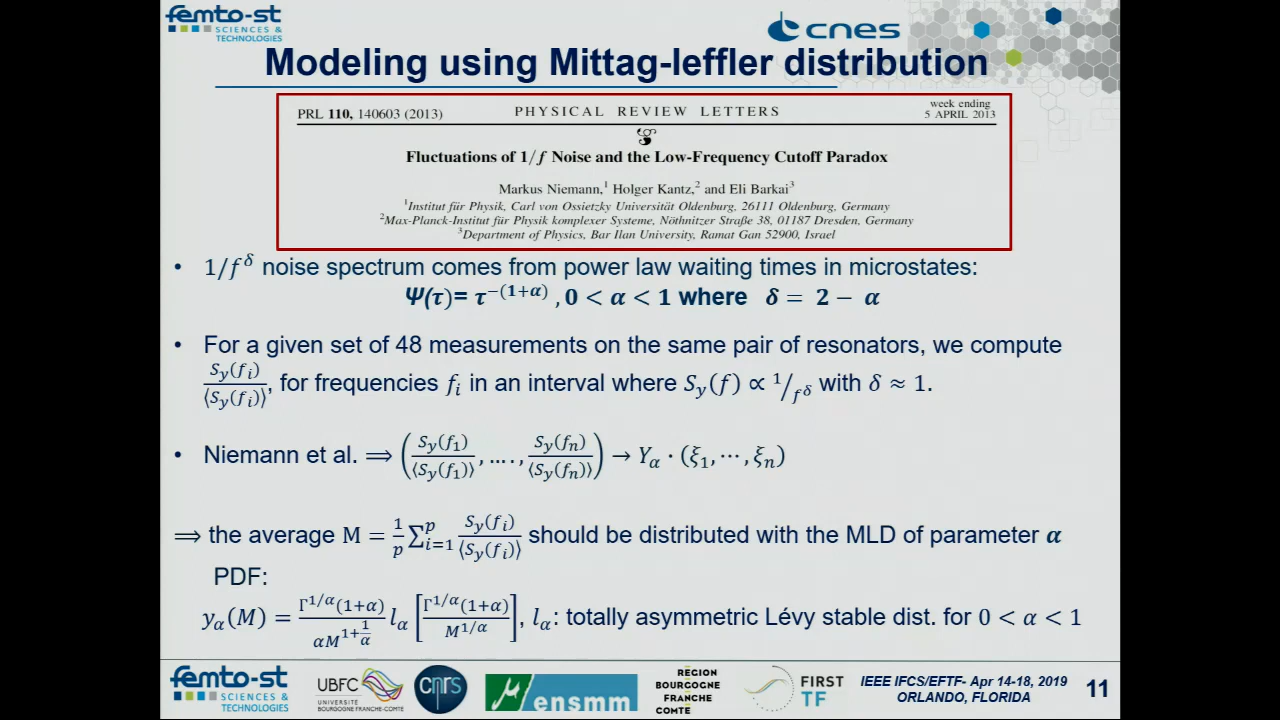 femto-st
SCIENCES &
TECHNOLOGIES
cnes
Modeling using Mittag-leffler distribution
PRL 110, 140603 (2013) PHYSICAL REVIEW LETTERS week ending
5 APRIL 2013
Fluctuations of 1/f Noise and the Low-Frequency Cutoff Paradox
Markus Niemann,¹ Holger Kantz,² and Eli Barkai³
¹Institut für Physik, Carl von Ossietzky Universität Oldenburg, 26111 Oldenburg, Germany
²Max-Planck-Institut für Physik komplexer Systeme, Nöthnitzer Straße 38, 01187 Dresden, Germany
³Department of Physics, Bar Ilan University, Ramat Gan 52900, Israel
• 1/f^δ noise spectrum comes from power law waiting times in microstates:
Ψ(τ)= τ^−(1+α) , 0 < α < 1 where δ = 2 − α
• For a given set of 48 measurements on the same pair of resonators, we compute
S_y(f_i)/⟨S_y(f_i)⟩, for frequencies f_i in an interval where S_y(f) ∝ 1/f^δ with δ ≈ 1.
• Niemann et al. ⟹ (S_y(f_1)/⟨S_y(f_1)⟩, …., S_y(f_n)/⟨S_y(f_n)⟩) → Y_α · (ξ_1, ⋯, ξ_n)
⟹ the average M = 1/p ∑_{i=1}^p S_y(f_i)/⟨S_y(f_i)⟩ should be distributed with the MLD of parameter α
PDF:
y_α(M) = Γ^{1/α}(1+α)/(αM^{1+1/α}) l_α [Γ^{1/α}(1+α)/M^{1/α}], l_α: totally asymmetric Lévy stable dist. for 0 < α < 1
femto-st
SCIENCES &
TECHNOLOGIES
UBFC
UNIVERSITÉ
BOURGOGNE FRANCHE-COMTÉ
cnrs
ensmm
RÉGION
BOURGOGNE
FRANCHE
COMTÉ
FIRST
TF
IEEE IFCS/EFTF- Apr 14-18, 2019
ORLANDO, FLORIDA
11